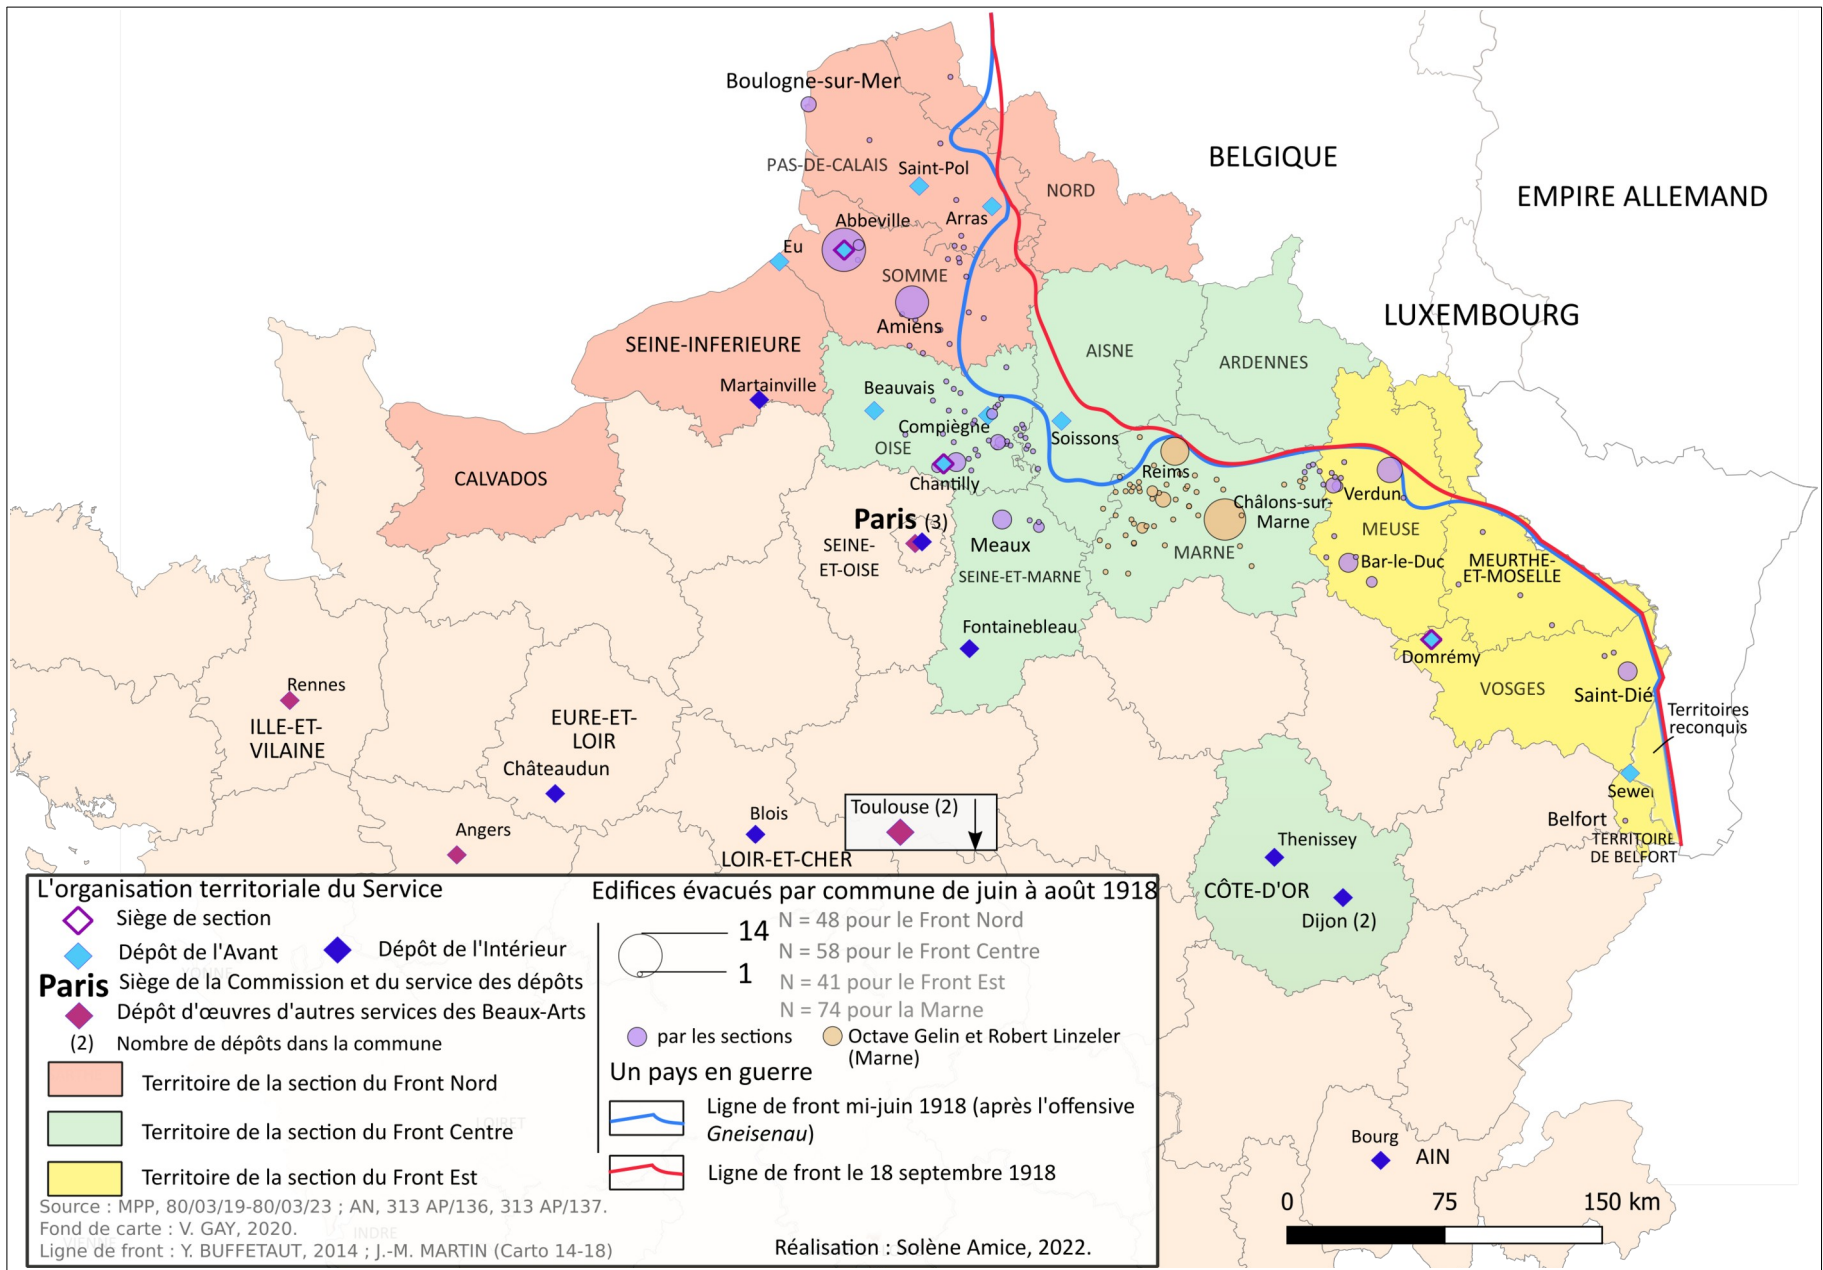 Boulogne-sur-Mer
BELGIQUE
PAS-DE-CALAIS
Saint-Pol
NORD
EMPIRE ALLEMAND
Abbeville
Arras
Eu
SOMME
LUXEMBOURG
Amiens
SEINE-INFERIEURE
AISNE
ARDENNES
Martainville
Beauvais
Compiègne
Soissons
OISE
CALVADOS
Chantilly
Reims
Verdun
Châlons-sur-
Marne
Paris (3)
MEUSE
SEINE-
ET-OISE
Meaux
MARNE
Bar-le-Duc
MEURTHE-
ET-MOSELLE
SEINE-ET-MARNE
Fontainebleau
Domrémy
Rennes
VOSGES
Saint-Dié
ILLE-ET-
VILAINE
EURE-ET-
LOIR
Territoires
reconquis
Châteaudun
Sewen
Toulouse (2)
Blois
Belfort
Angers
LOIR-ET-CHER
Thenissey
TERRITOIRE
DE BELFORT
CÔTE-D'OR
Dijon (2)
Bourg
AIN
L'organisation territoriale du Service
Siège de section
Dépôt de l'Avant
Dépôt de l'Intérieur
Paris Siège de la Commission et du service des dépôts
Dépôt d'œuvres d'autres services des Beaux-Arts
(2) Nombre de dépôts dans la commune
Territoire de la section du Front Nord
Territoire de la section du Front Centre
Territoire de la section du Front Est
Source : MPP, 80/03/19-80/03/23 ; AN, 313 AP/136, 313 AP/137.
Fond de carte : V. GAY, 2020.
Ligne de front : Y. BUFFETAUT, 2014 ; J.-M. MARTIN (Carto 14-18)
Edifices évacués par commune de juin à août 1918
14
1
N = 48 pour le Front Nord
N = 58 pour le Front Centre
N = 41 pour le Front Est
N = 74 pour la Marne
par les sections
Octave Gelin et Robert Linzeler
(Marne)
Un pays en guerre
Ligne de front mi-juin 1918 (après l'offensive
Gneisenau)
Ligne de front le 18 septembre 1918
Réalisation : Solène Amice, 2022.
LOIRET
INDRE
0 75 150 km